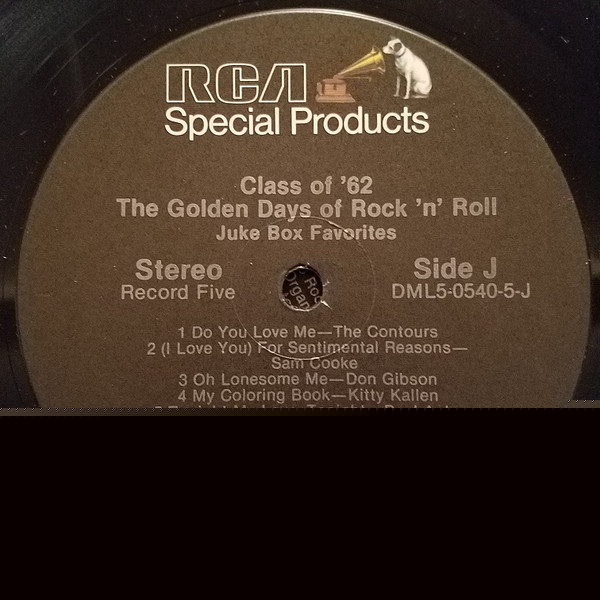 RCA
Special Products
Class of '62
The Golden Days of Rock 'n' Roll
Juke Box Favorites
Stereo
Side J
Record Five
DML5-0540-5-J
1 Do You Love Me—The Contours
2 (I Love You) For Sentimental Reasons—
Sam Cooke
3 Oh Lonesome Me—Don Gibson
4 My Coloring Book—Kitty Kallen